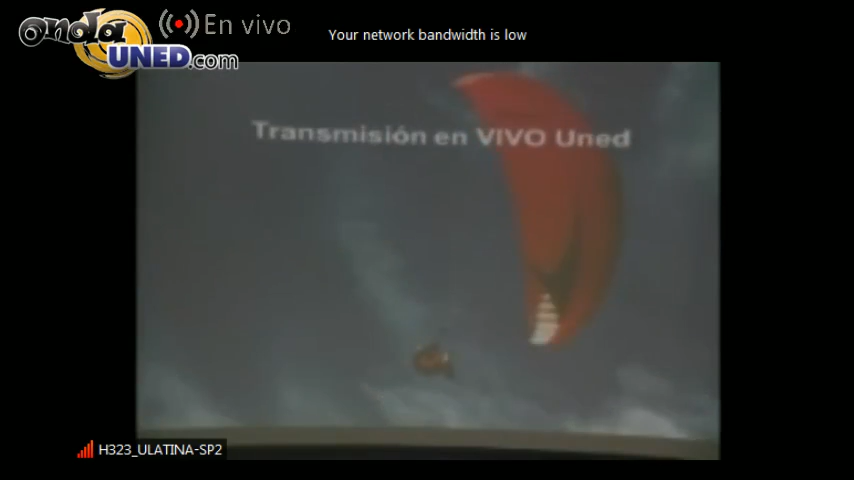 onda
UNED.com
En vivo
Your network bandwidth is low
Transmisión en VIVO Uned
H323_ULATINA-SP2